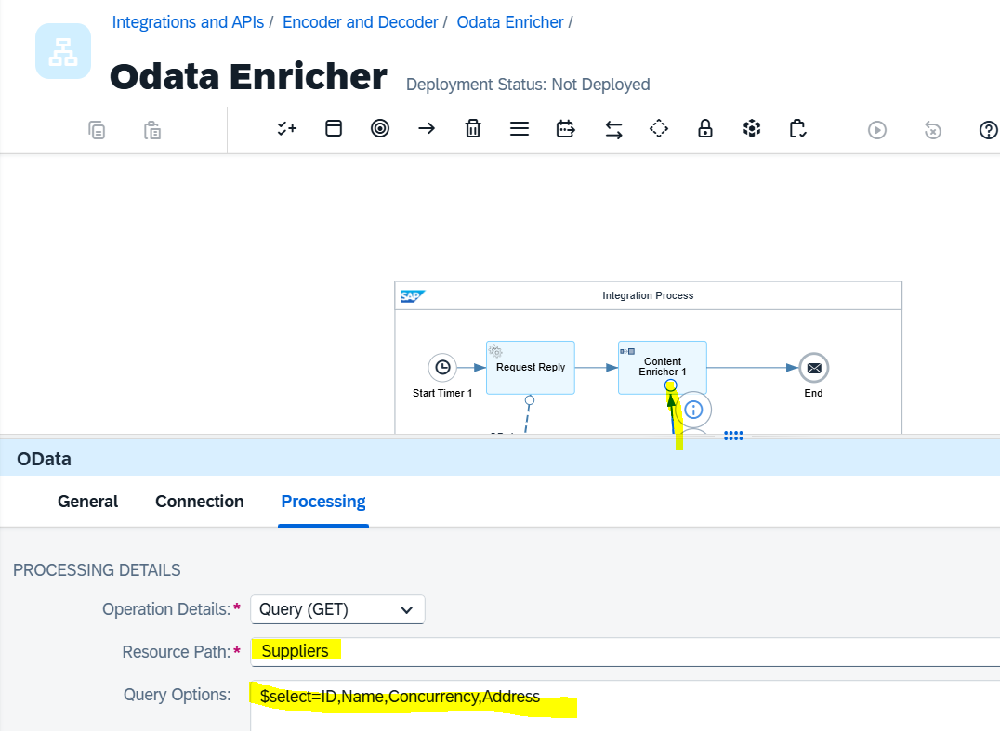 Integrations and APIs / Encoder and Decoder / Odata Enricher /
Odata Enricher Deployment Status: Not Deployed
SAP Integration Process
Request Reply
Content
Enricher 1
Start Timer 1
End
OData
General Connection Processing
PROCESSING DETAILS
Operation Details:* Query (GET)
Resource Path:* Suppliers
Query Options: $select=ID,Name,Concurrency,Address